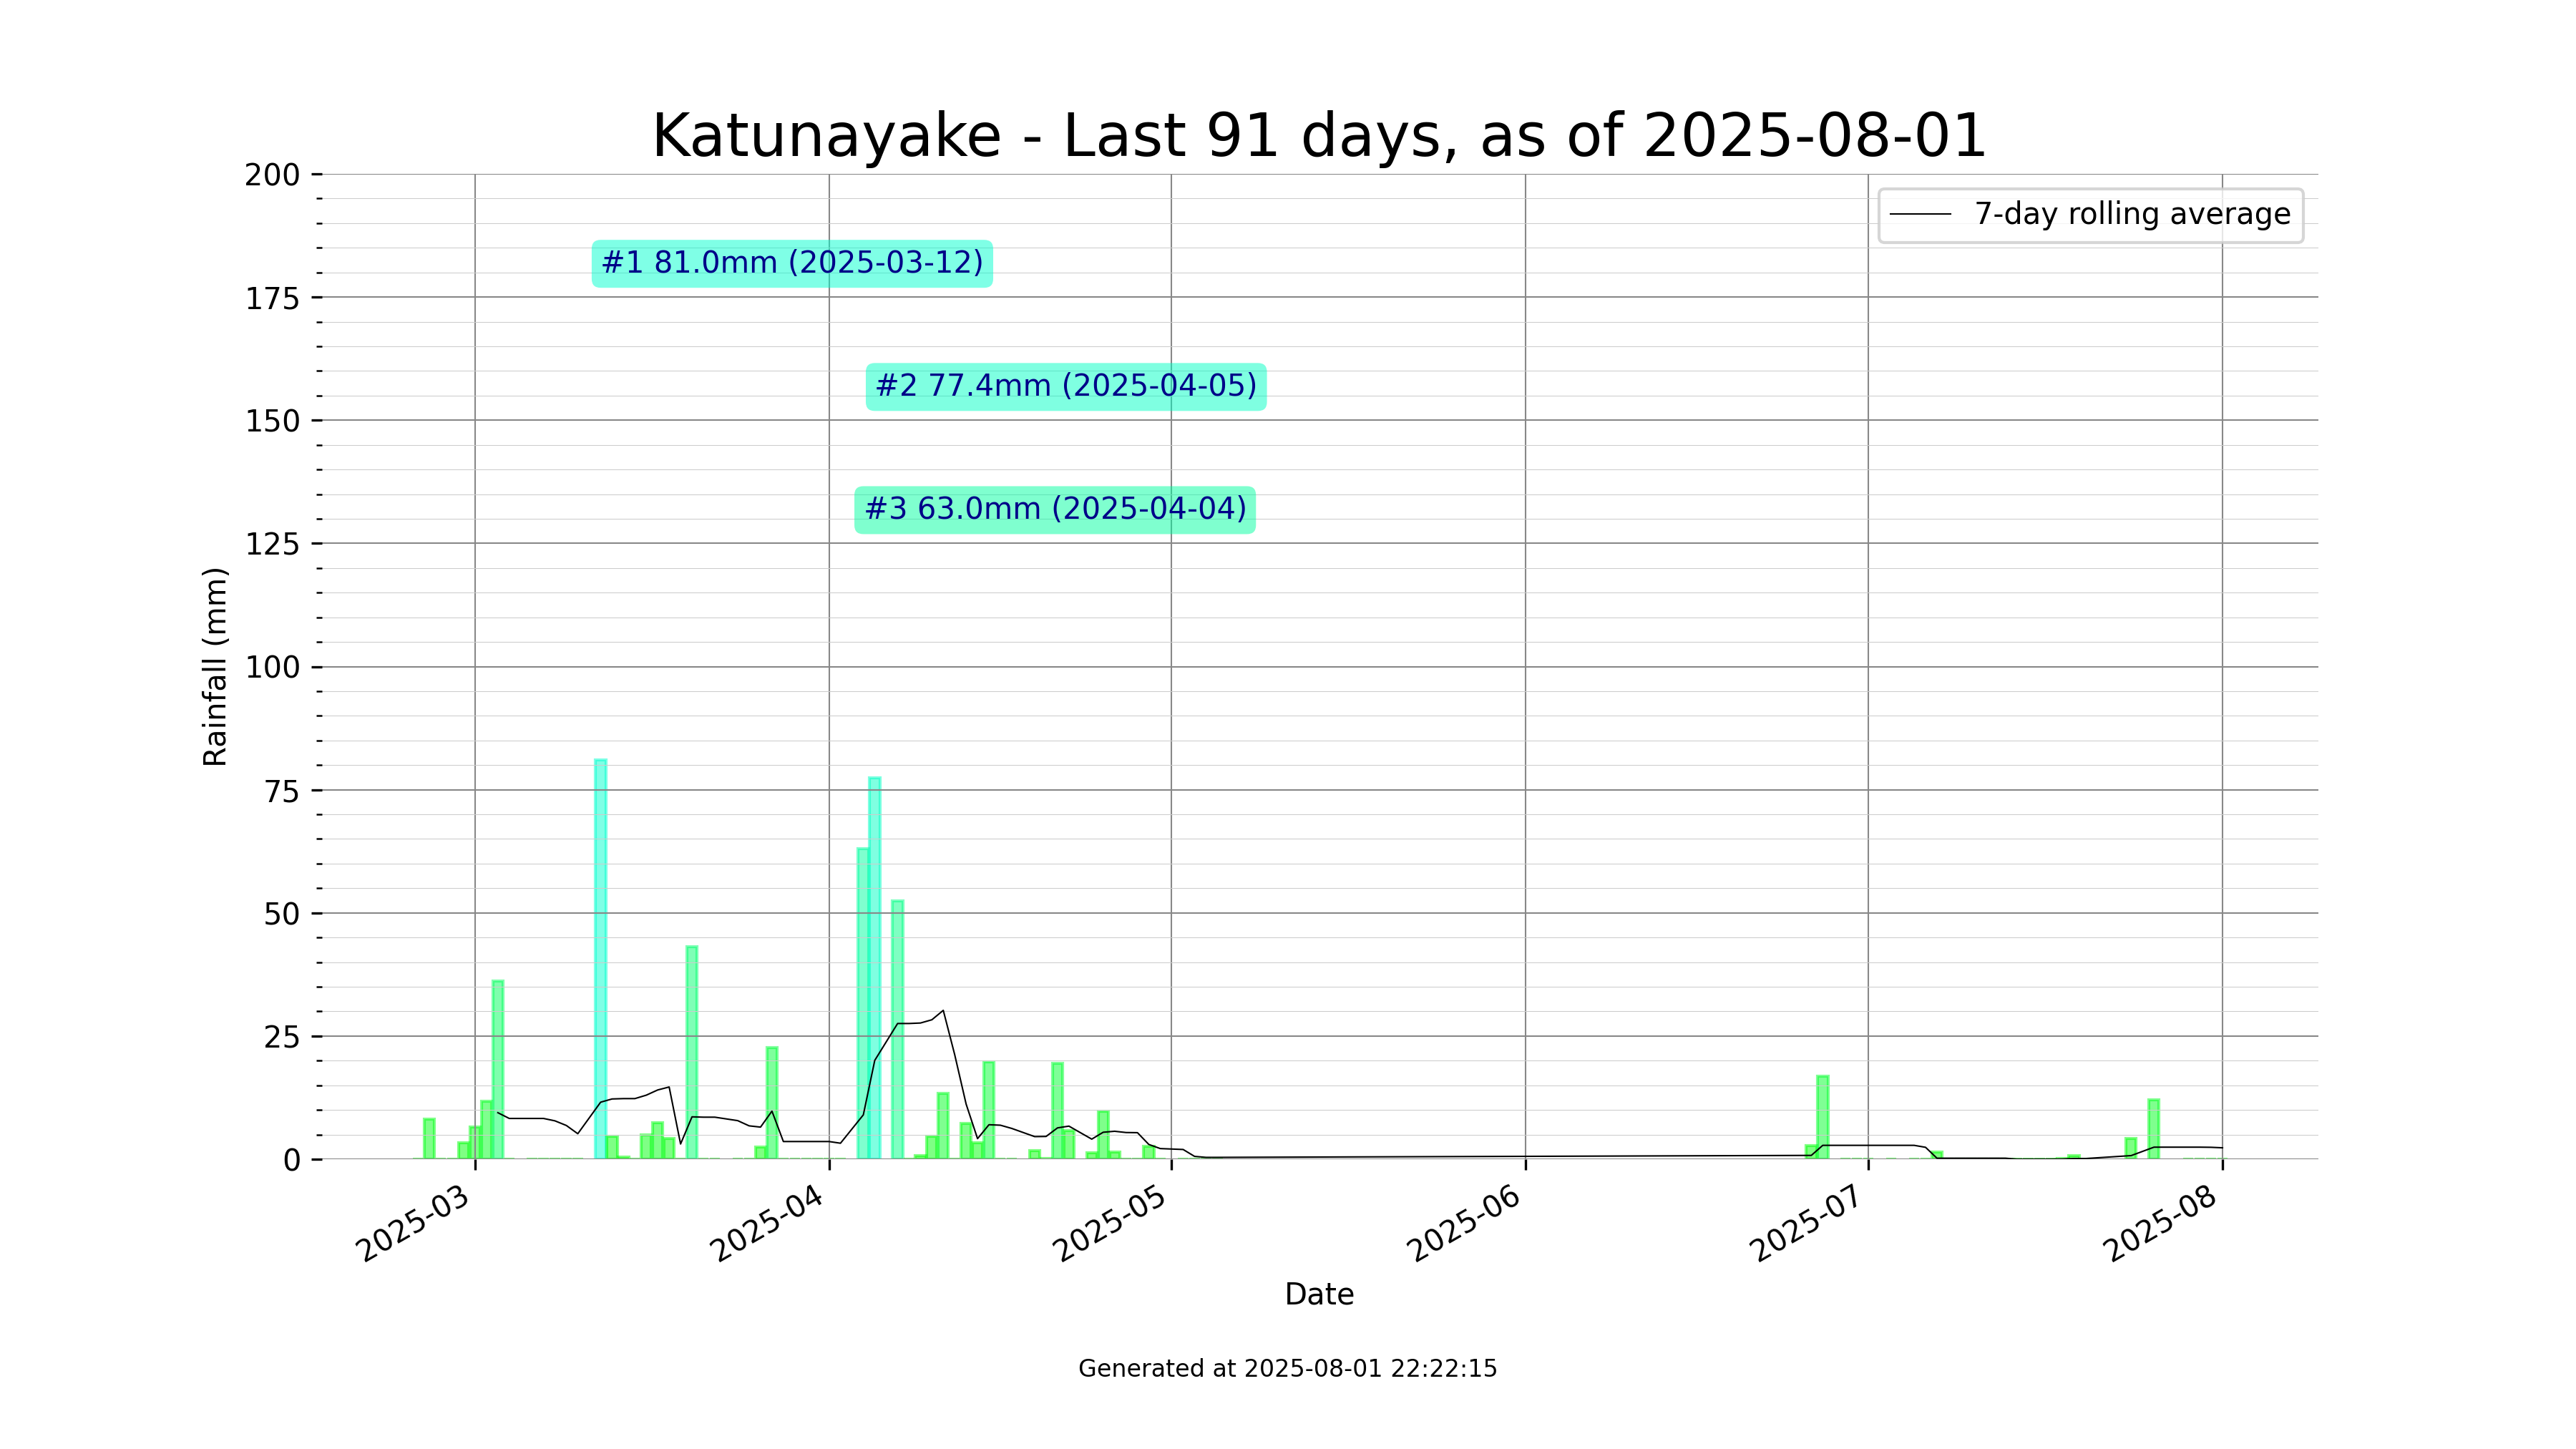 Katunayake - Last 91 days, as of 2025-08-01
7-day rolling average
#1 81.0mm (2025-03-12)
#2 77.4mm (2025-04-05)
#3 63.0mm (2025-04-04)
Rainfall (mm)
200
175
150
125
100
75
50
25
0
2025-03
2025-04
2025-05
2025-06
2025-07
2025-08
Date
Generated at 2025-08-01 22:22:15